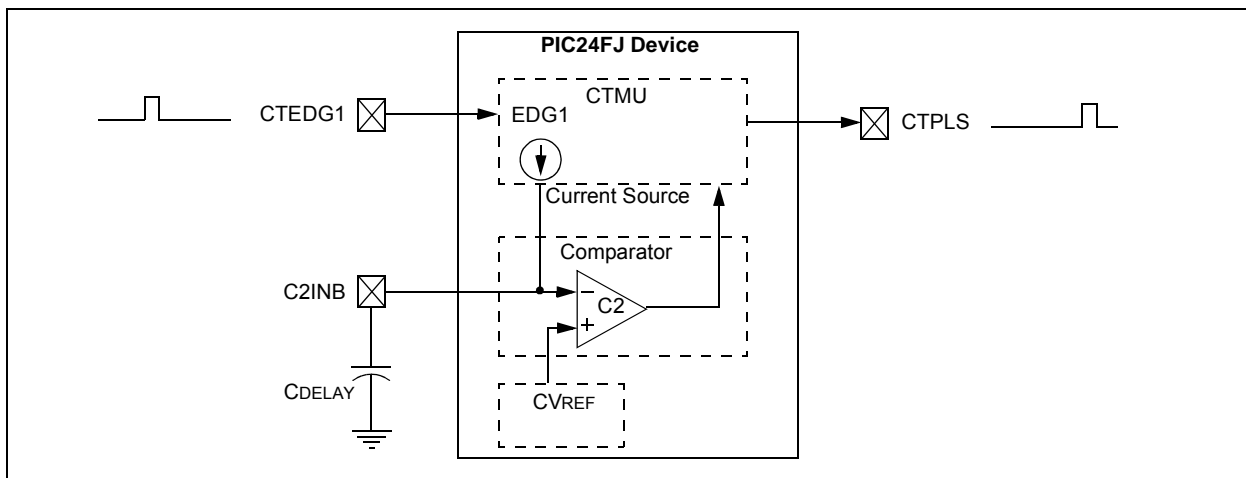 PIC24FJ Device
CTMU
CTEDG1
EDG1
CTPLS
Current Source
Comparator
C2INB
−
C2
+
CDELAY
CVREF